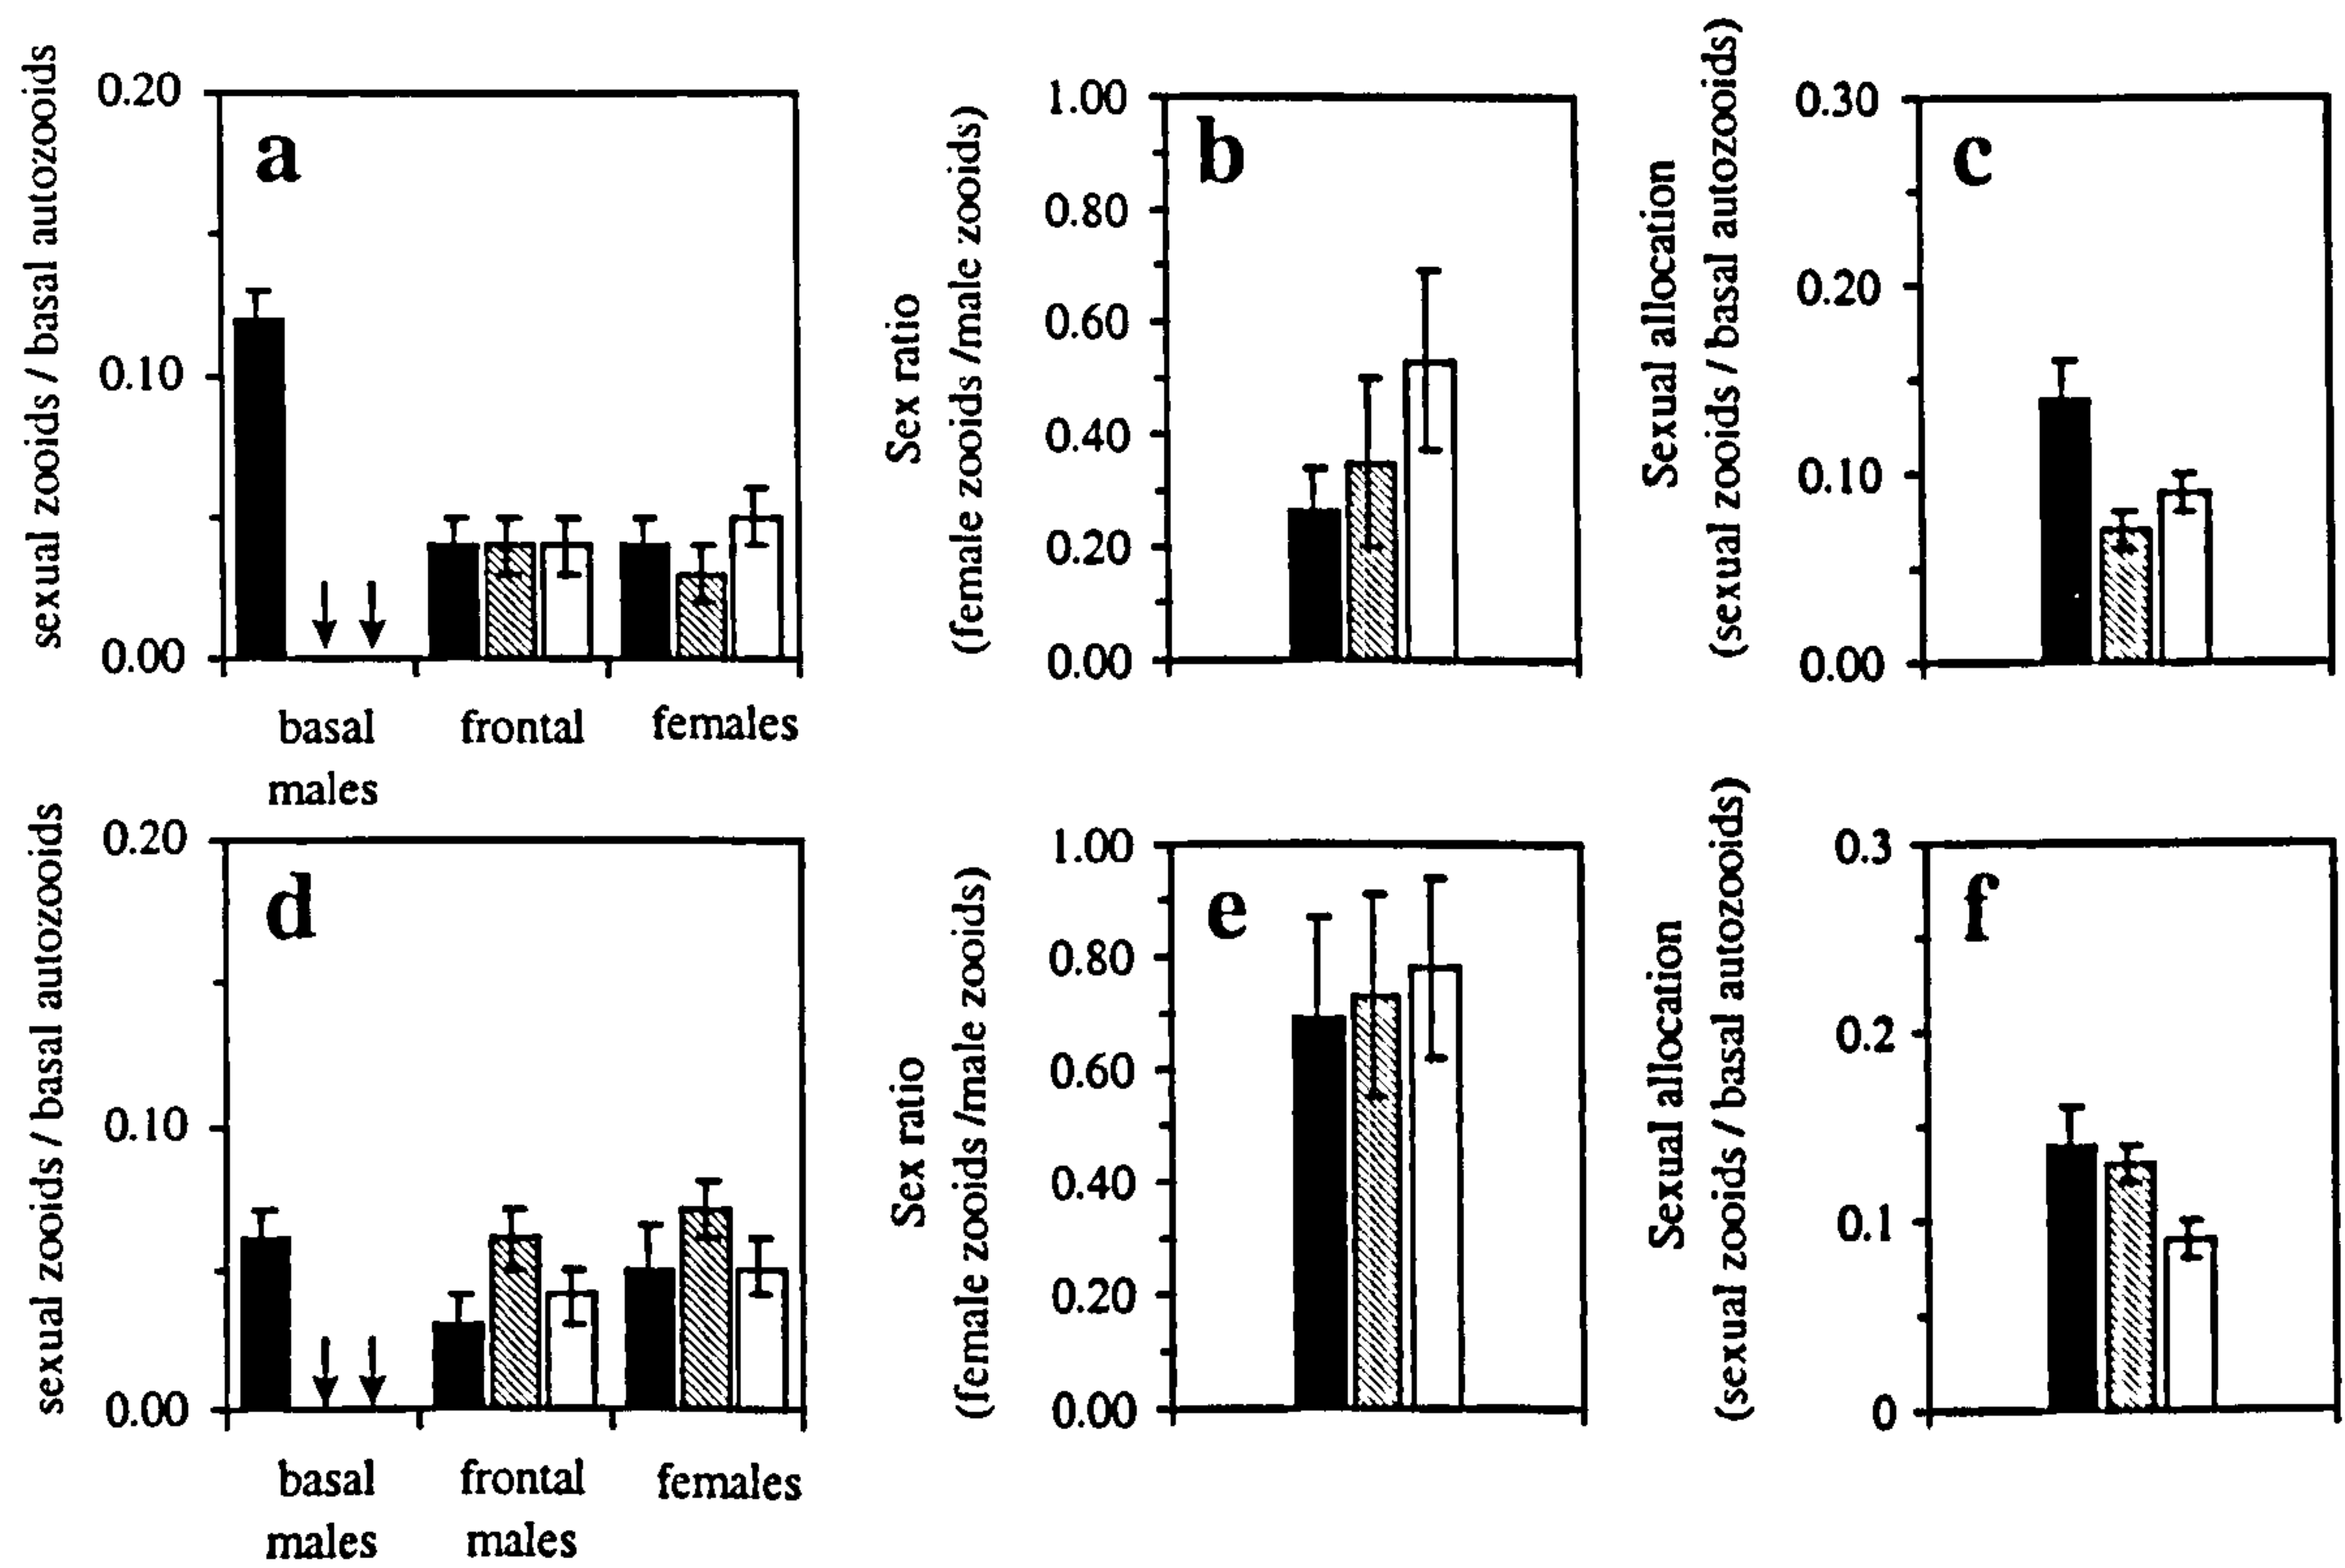 sexual zooids / basal autozooids
0.20
0.10
0.00
a
basal
males
frontal
females
Sex ratio
(female zooids /male zooids)
1.00
0.80
0.60
0.40
0.20
0.00
b
Sexual allocation
(sexual zooids / basal autozooids)
0.30
0.20
0.10
0.00
c
sexual zooids / basal autozooids
0.20
0.10
0.00
d
basal
males
frontal
males
females
Sex ratio
(female zooids /male zooids)
1.00
0.80
0.60
0.40
0.20
0.00
e
Sexual allocation
(sexual zooids / basal autozooids)
0.3
0.2
0.1
0
f